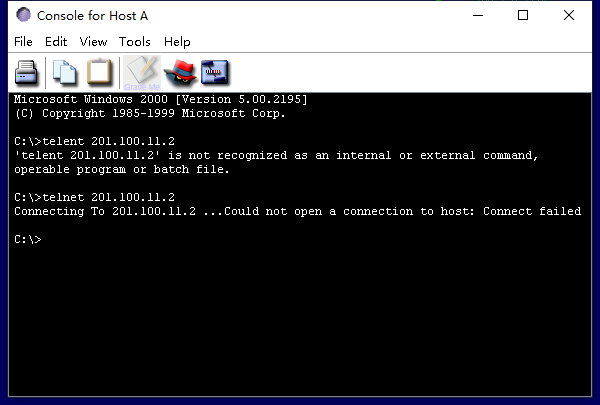 Console for Host A
File Edit View Tools Help
Grade Me
Microsoft Windows 2000 [Version 5.00.2195]
(C) Copyright 1985-1999 Microsoft Corp.
C:\>telent 201.100.11.2
'telent 201.100.11.2' is not recognized as an internal or external command,
operable program or batch file.
C:\>telnet 201.100.11.2
Connecting To 201.100.11.2 ...Could not open a connection to host: Connect failed
C:\>